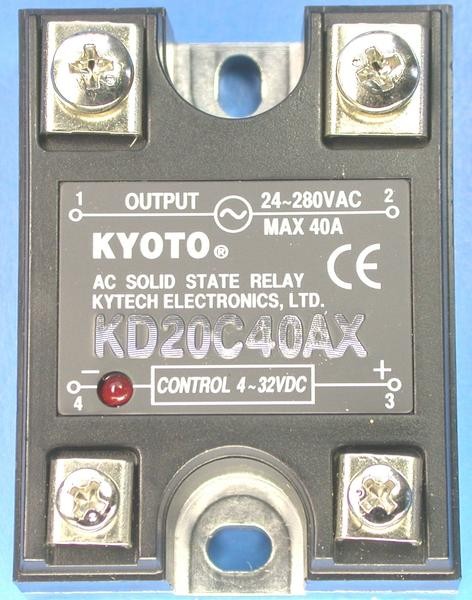 1 OUTPUT 24~280VAC 2
MAX 40A
KYOTO® CE
AC SOLID STATE RELAY
KYTECH ELECTRONICS, LTD.
KD20C40AX
− +
4 CONTROL 4~32VDC 3